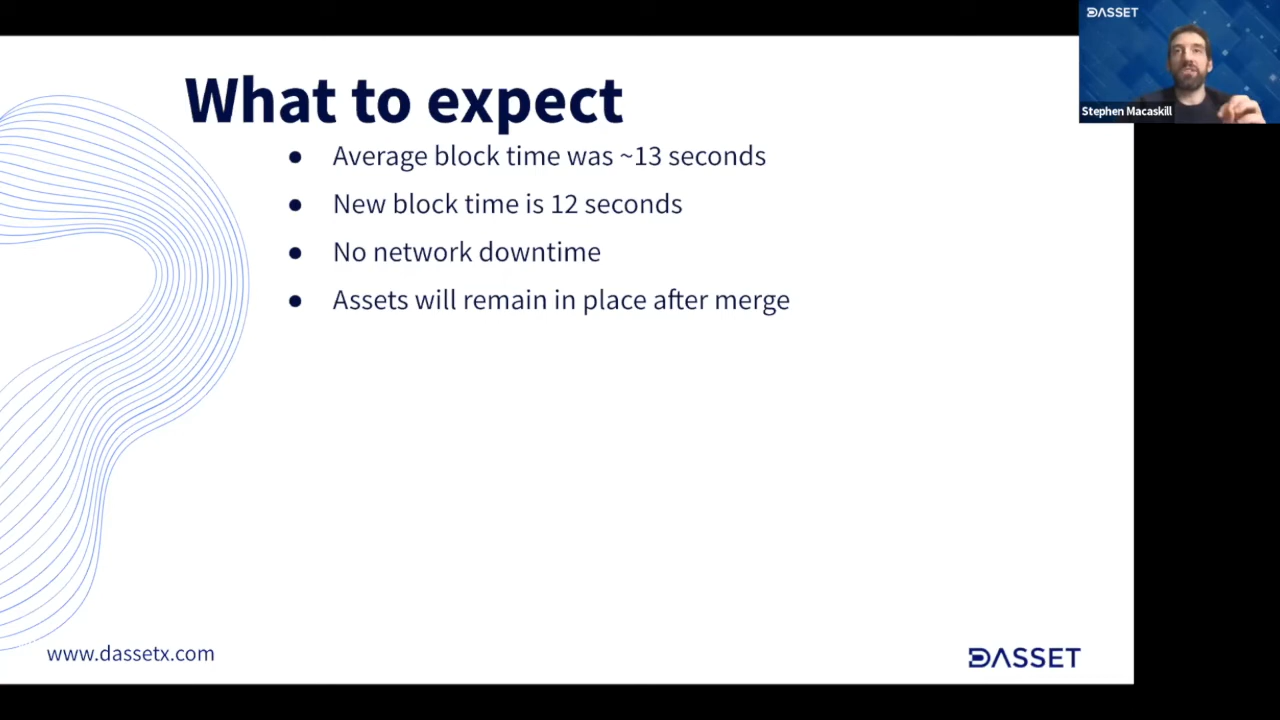 DASSET
Stephen Macaskill
What to expect
● Average block time was ~13 seconds
● New block time is 12 seconds
● No network downtime
● Assets will remain in place after merge
www.dassetx.com
DASSET